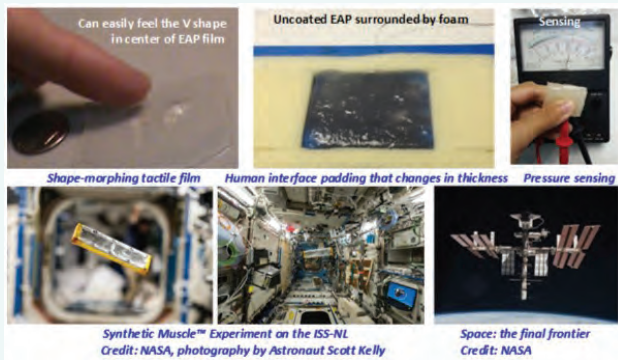 Can easily feel the V shape
in center of EAP film
Uncoated EAP surrounded by foam
Sensing
Shape-morphing tactile film
Human interface padding that changes in thickness
Pressure sensing
Synthetic Muscle™ Experiment on the ISS-NL
Credit: NASA, photography by Astronaut Scott Kelly
Space: the final frontier
Credit: NASA